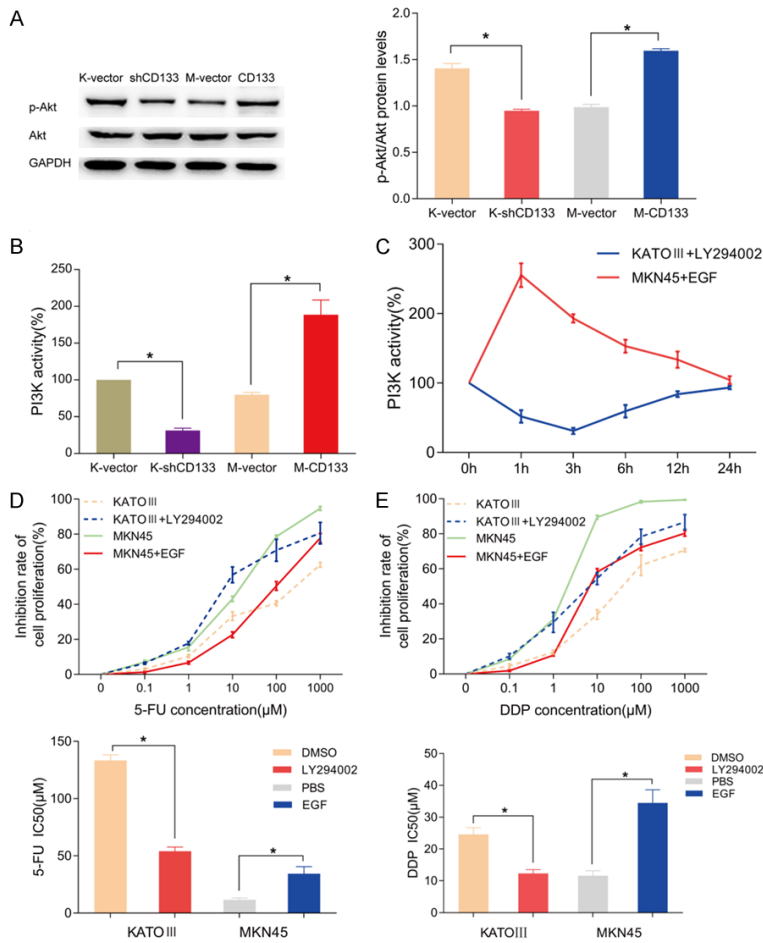 A
K-vector shCD133 M-vector CD133
p-Akt
Akt
GAPDH
p-Akt/Akt protein levels
2.0
1.5
1.0
0.5
0.0
*
*
K-vector K-shCD133 M-vector M-CD133
B
PI3K activity(%)
250
200
150
100
50
0
*
*
K-vector K-shCD133 M-vector M-CD133
C
PI3K activity(%)
300
200
100
0
KATOⅢ+LY294002
MKN45+EGF
0h 1h 3h 6h 12h 24h
D
Inhibition rate of
cell proliferation(%)
100
80
60
40
20
0
KATOⅢ
KATOⅢ+LY294002
MKN45
MKN45+EGF
0 0.1 1 10 100 1000
5-FU concentration(μM)
E
Inhibition rate of
cell proliferation(%)
100
80
60
40
20
0
KATOⅢ
KATOⅢ+LY294002
MKN45
MKN45+EGF
0 0.1 1 10 100 1000
DDP concentration(μM)
5-FU IC50(μM)
150
100
50
0
*
*
DMSO
LY294002
PBS
EGF
KATOⅢ MKN45
DDP IC50(μM)
50
40
30
20
10
0
*
*
DMSO
LY294002
PBS
EGF
KATOⅢ MKN45